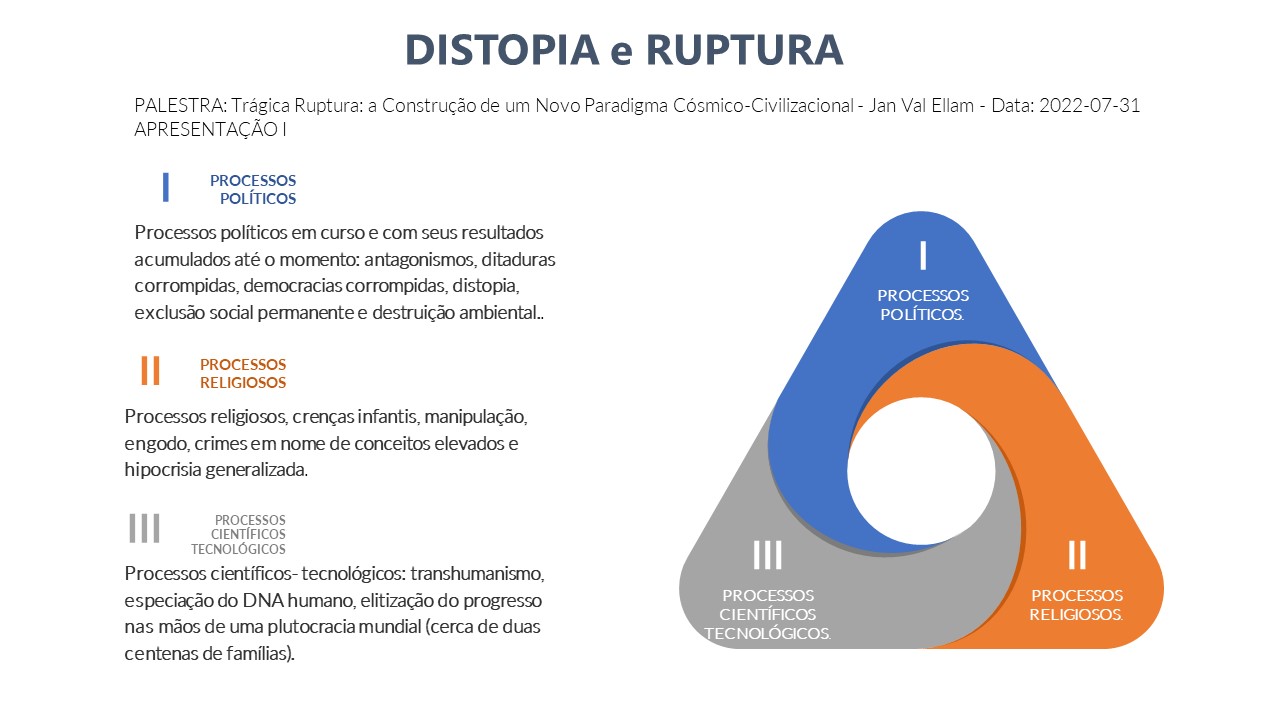 DISTOPIA e RUPTURA
PALESTRA: Trágica Ruptura: a Construção de um Novo Paradigma Cósmico-Civilizacional - Jan Val Ellam - Data: 2022-07-31
APRESENTAÇÃO I
I
PROCESSOS
POLÍTICOS
Processos políticos em curso e com seus resultados
acumulados até o momento: antagonismos, ditaduras
corrompidas, democracias corrompidas, distopia,
exclusão social permanente e destruição ambiental..
II
PROCESSOS
RELIGIOSOS
Processos religiosos, crenças infantis, manipulação,
engodo, crimes em nome de conceitos elevados e
hipocrisia generalizada.
III
PROCESSOS
CIENTÍFICOS
TECNOLÓGICOS
Processos científicos- tecnológicos: transhumanismo,
especiação do DNA humano, elitização do progresso
nas mãos de uma plutocracia mundial (cerca de duas
centenas de famílias).
I
PROCESSOS
POLÍTICOS.
III
PROCESSOS
CIENTÍFICOS
TECNOLÓGICOS.
II
PROCESSOS
RELIGIOSOS.